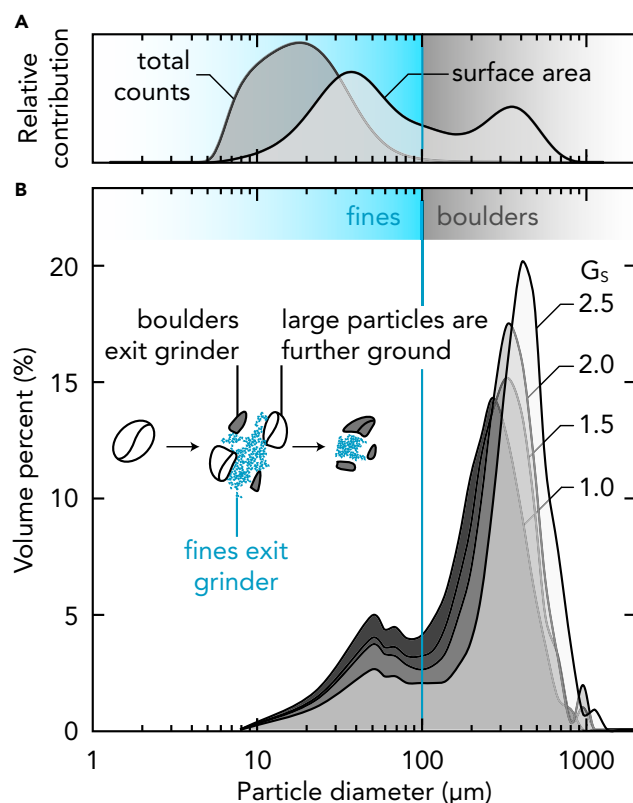 A
total
counts
surface area
Relative
contribution
B
fines
boulders
20
15
10
5
0
Volume percent (%)
boulders
exit grinder
large particles are
further ground
fines exit
grinder
Gs
2.5
2.0
1.5
1.0
1
10
100
1000
Particle diameter (µm)